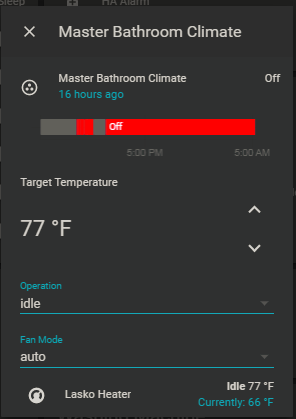 sleep HA Alarm
Master Bathroom Climate
Master Bathroom Climate Off
16 hours ago
Off
5:00 PM 5:00 AM
Target Temperature
77 °F
Operation
idle
Fan Mode
auto
Lasko Heater Idle 77 °F
Currently: 66 °F